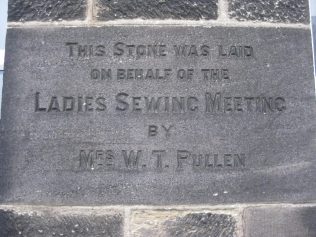 THIS STONE WAS LAID
ON BEHALF OF THE
LADIES SEWING MEETING
BY
MRS W. T. PULLEN